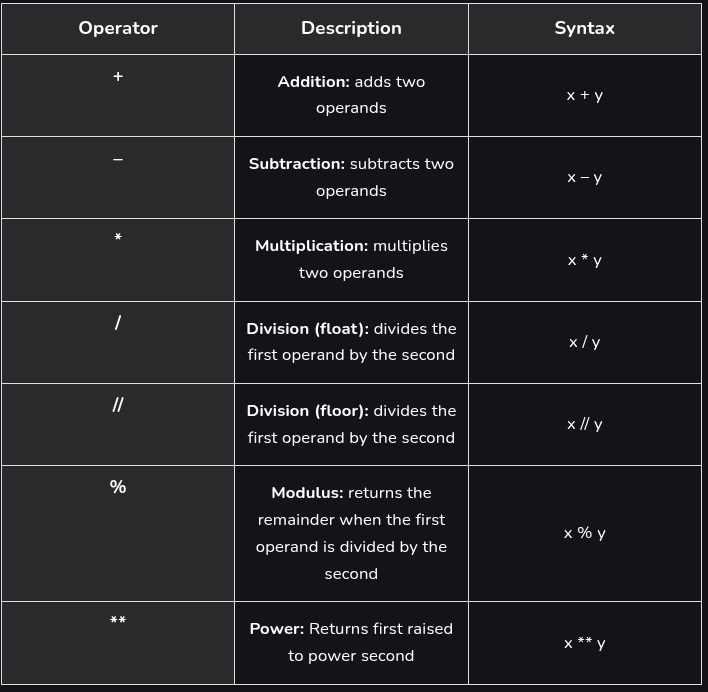 Operator Description Syntax
+ Addition: adds two
operands x + y
– Subtraction: subtracts two
operands x – y
* Multiplication: multiplies
two operands x * y
/ Division (float): divides the
first operand by the second x / y
// Division (floor): divides the
first operand by the second x // y
% Modulus: returns the
remainder when the first
operand is divided by the
second x % y
** Power: Returns first raised
to power second x ** y